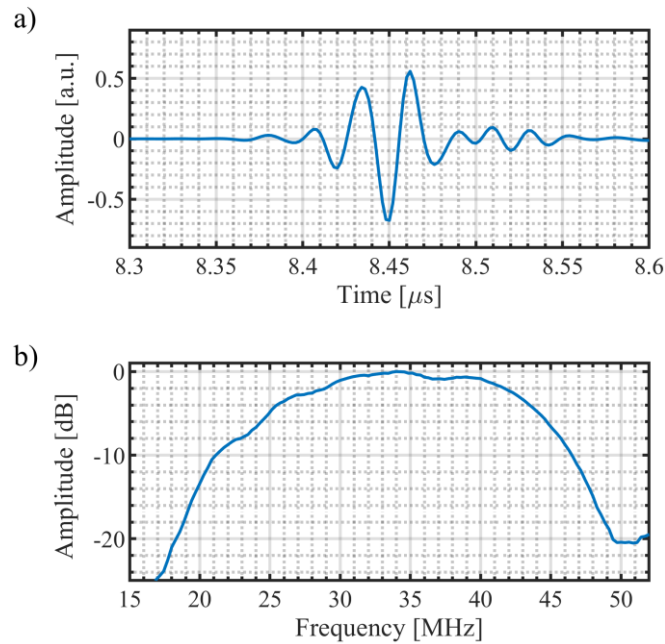 a)
Amplitude [a.u.]
0.5
0
-0.5
8.3 8.35 8.4 8.45 8.5 8.55 8.6
Time [μs]
b)
Amplitude [dB]
0
-10
-20
15 20 25 30 35 40 45 50
Frequency [MHz]